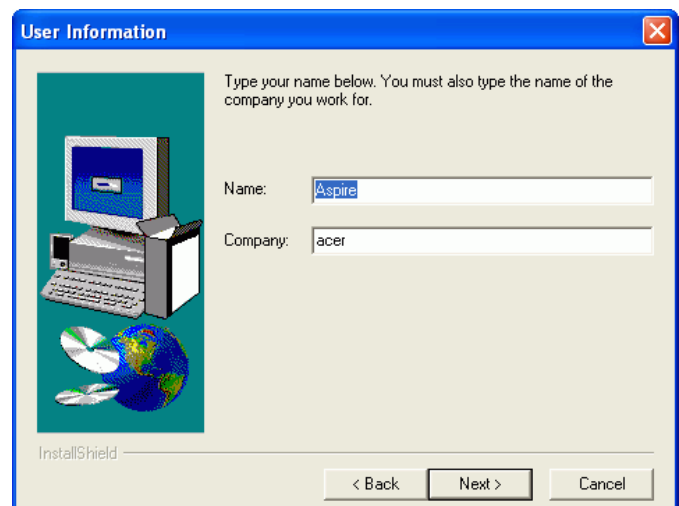 User Information
Type your name below. You must also type the name of the
company you work for.
Name: Aspire
Company: acer
InstallShield
< Back Next > Cancel